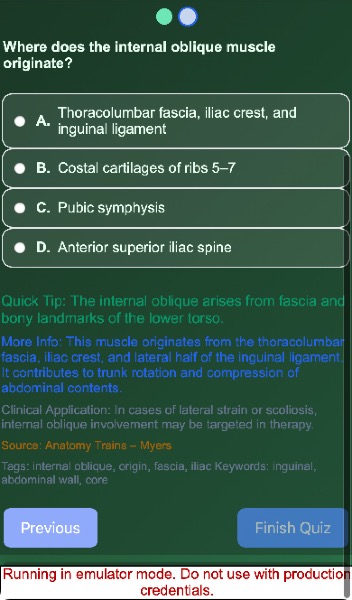 Where does the internal oblique muscle
originate?
A. Thoracolumbar fascia, iliac crest, and
inguinal ligament
B. Costal cartilages of ribs 5–7
C. Pubic symphysis
D. Anterior superior iliac spine
Quick Tip: The internal oblique arises from fascia and
bony landmarks of the lower torso.
More Info: This muscle originates from the thoracolumbar
fascia, iliac crest, and lateral half of the inguinal ligament.
It contributes to trunk rotation and compression of
abdominal contents.
Clinical Application: In cases of lateral strain or scoliosis,
internal oblique involvement may be targeted in therapy.
Source: Anatomy Trains – Myers
Tags: internal oblique, origin, fascia, iliac Keywords: inguinal,
abdominal wall, core
Previous
Finish Quiz
Running in emulator mode. Do not use with production
credentials.